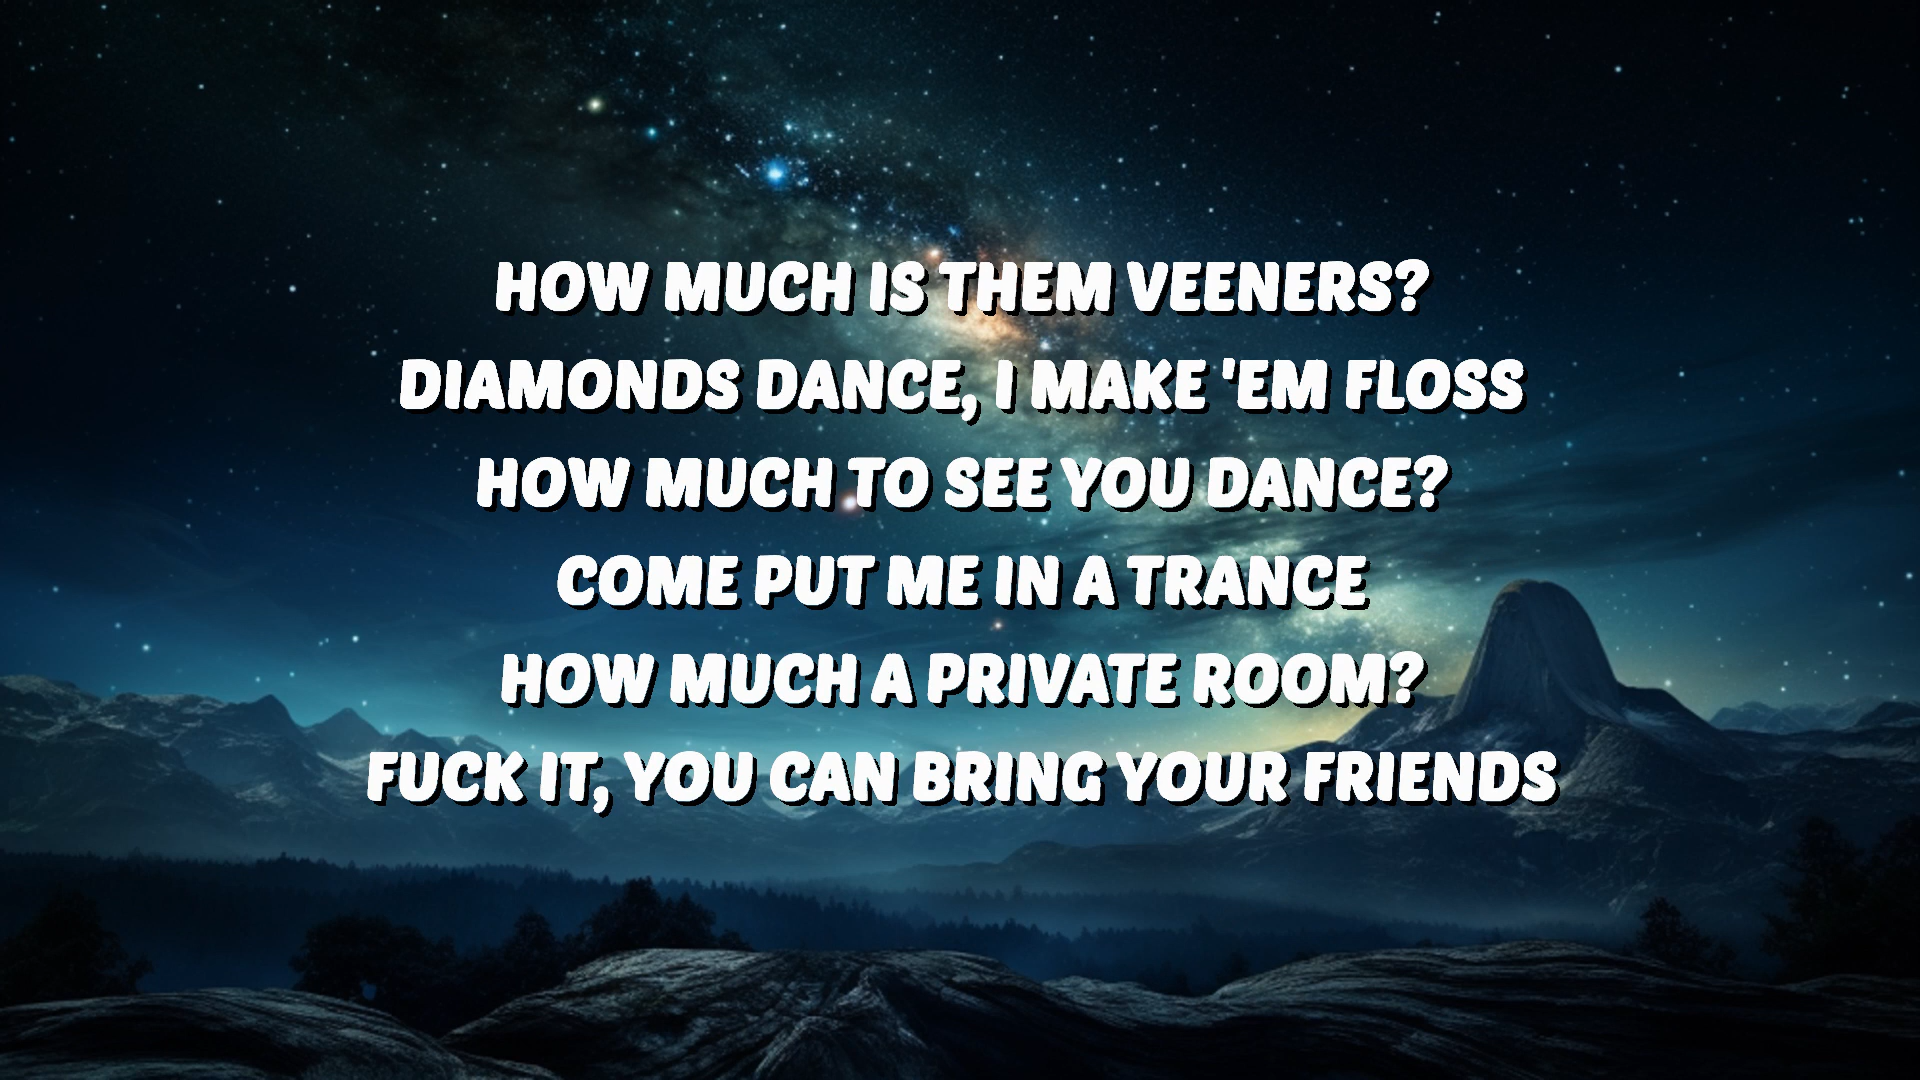 HOW MUCH IS THEM VEENERS?
DIAMONDS DANCE, I MAKE 'EM FLOSS
HOW MUCH TO SEE YOU DANCE?
COME PUT ME IN A TRANCE
HOW MUCH A PRIVATE ROOM?
FUCK IT, YOU CAN BRING YOUR FRIENDS